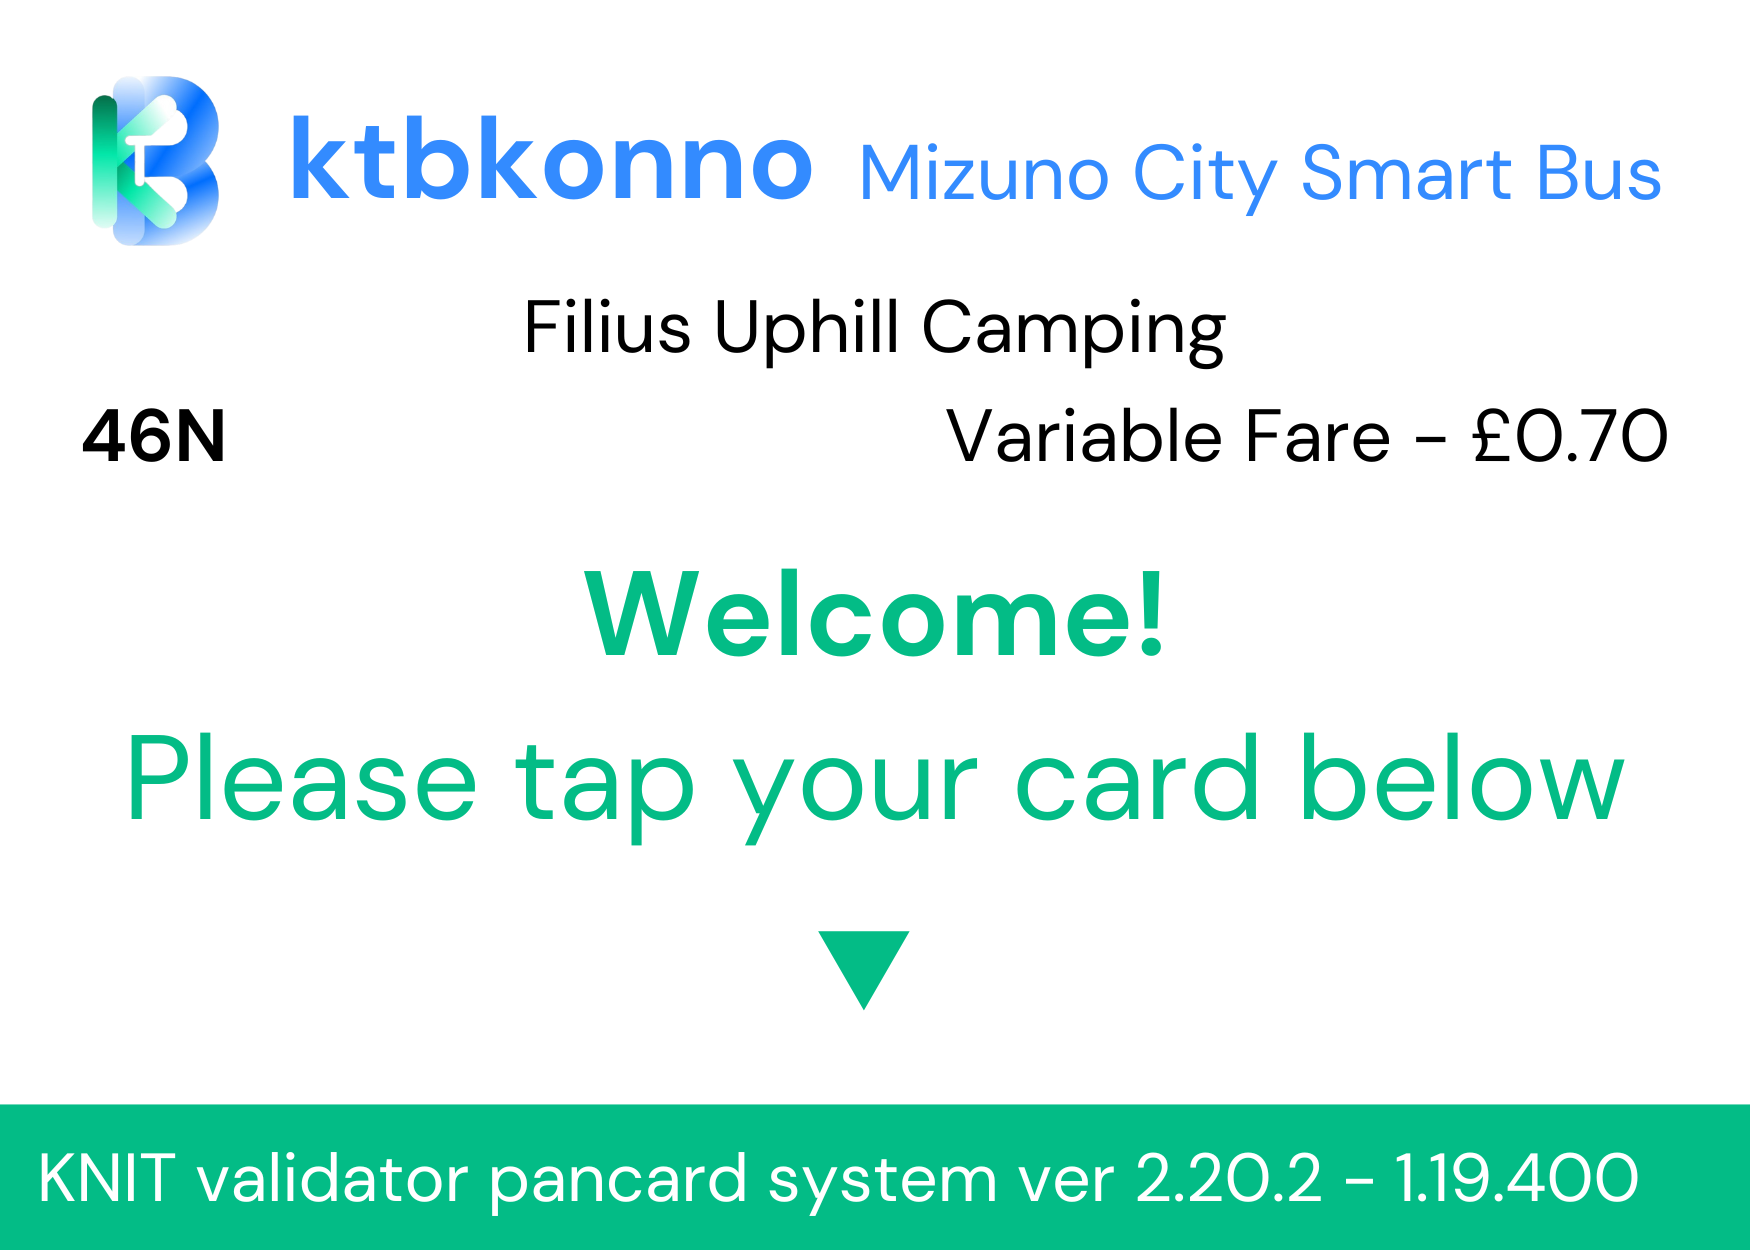 ktbkonno Mizuno City Smart Bus
Filius Uphill Camping
46N Variable Fare - £0.70
Welcome!
Please tap your card below
KNIT validator pancard system ver 2.20.2 - 1.19.400